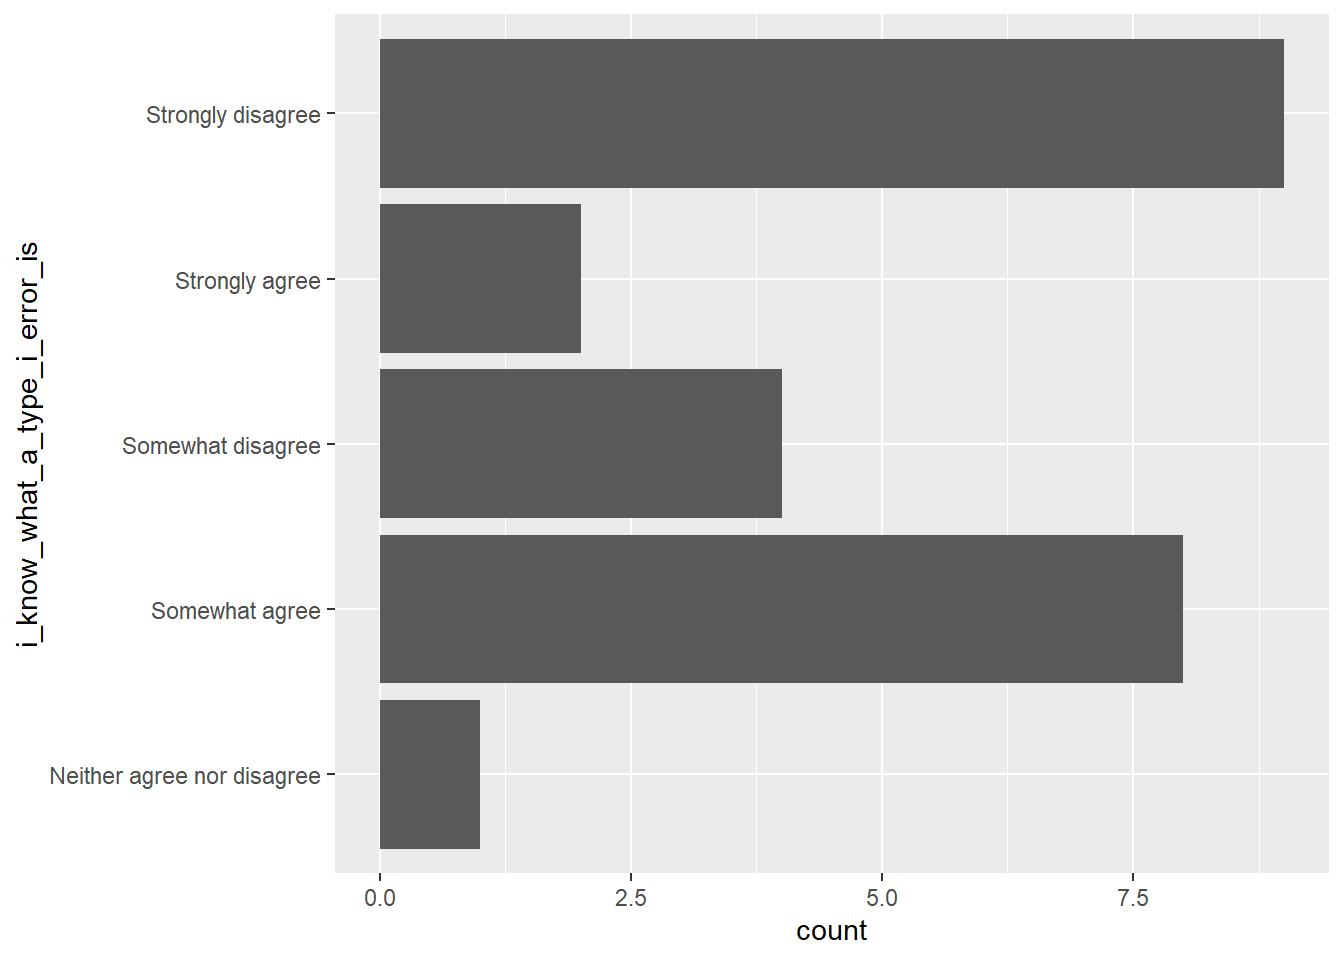 i_know_what_a_type_i_error_is
Strongly disagree
Strongly agree
Somewhat disagree
Somewhat agree
Neither agree nor disagree
0.0 2.5 5.0 7.5
count